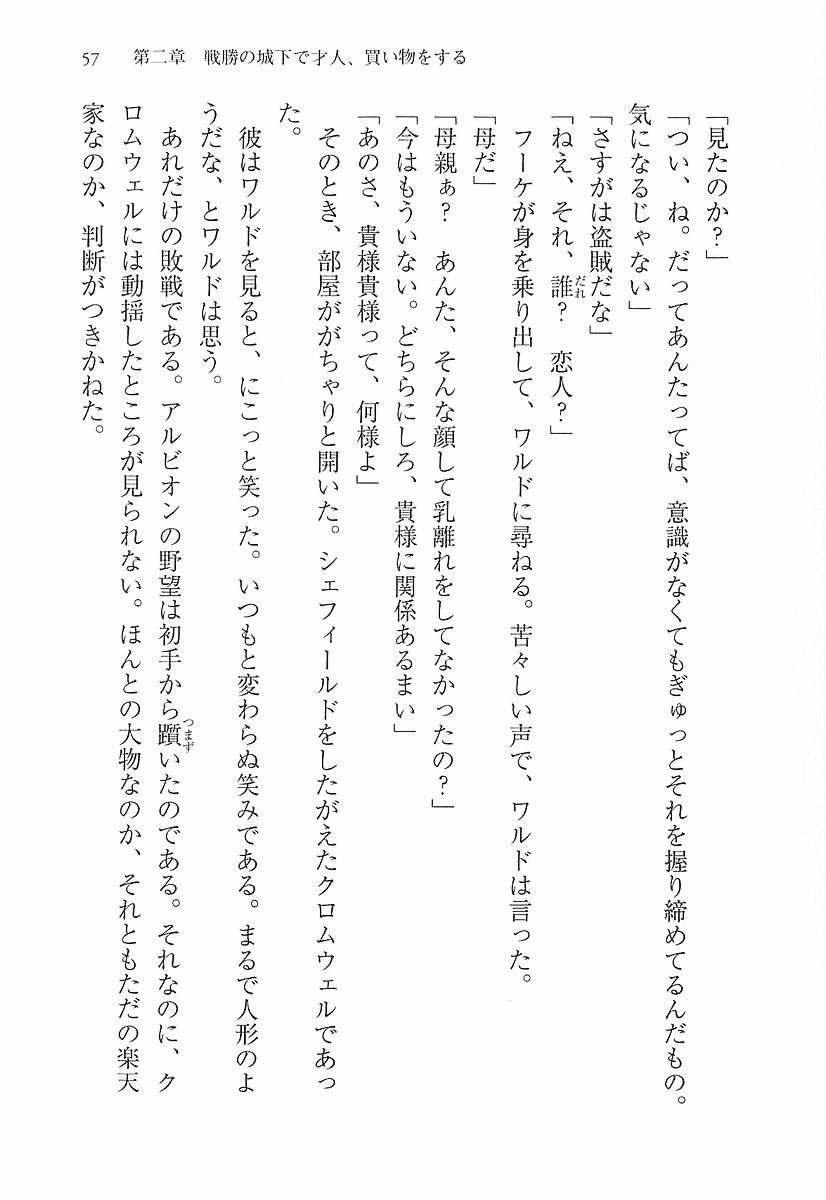 57　第二章　戦勝の城下で才人、買い物をする
「見たのか？」
「つい、ね。だってあんたってば、意識がなくてもぎゅっとそれを握り締めてるんだもの。
気になるじゃない」
「さすがは盗賊だな」
「ねえ、それ、誰？　恋人？」
フーケが身を乗り出して、ワルドに尋ねる。苦々しい声で、ワルドは言った。
「母だ」
「母親ぁ？　あんた、そんな顔して乳離れをしてなかったの？」
「今はもういない。どちらにしろ、貴様に関係あるまい」
「あのさ、貴様貴様って、何様よ」
そのとき、部屋ががちゃりと開いた。シェフィールドをしたがえたクロムウェルであっ
た。
彼はワルドを見ると、にこっと笑った。いつもと変わらぬ笑みである。まるで人形のよ
うだな、とワルドは思う。
あれだけの敗戦である。アルビオンの野望は初手から躓いたのである。それなのに、ク
ロムウェルには動揺したところが見られない。ほんとの大物なのか、それともただの楽天
家なのか、判断がつきかねた。